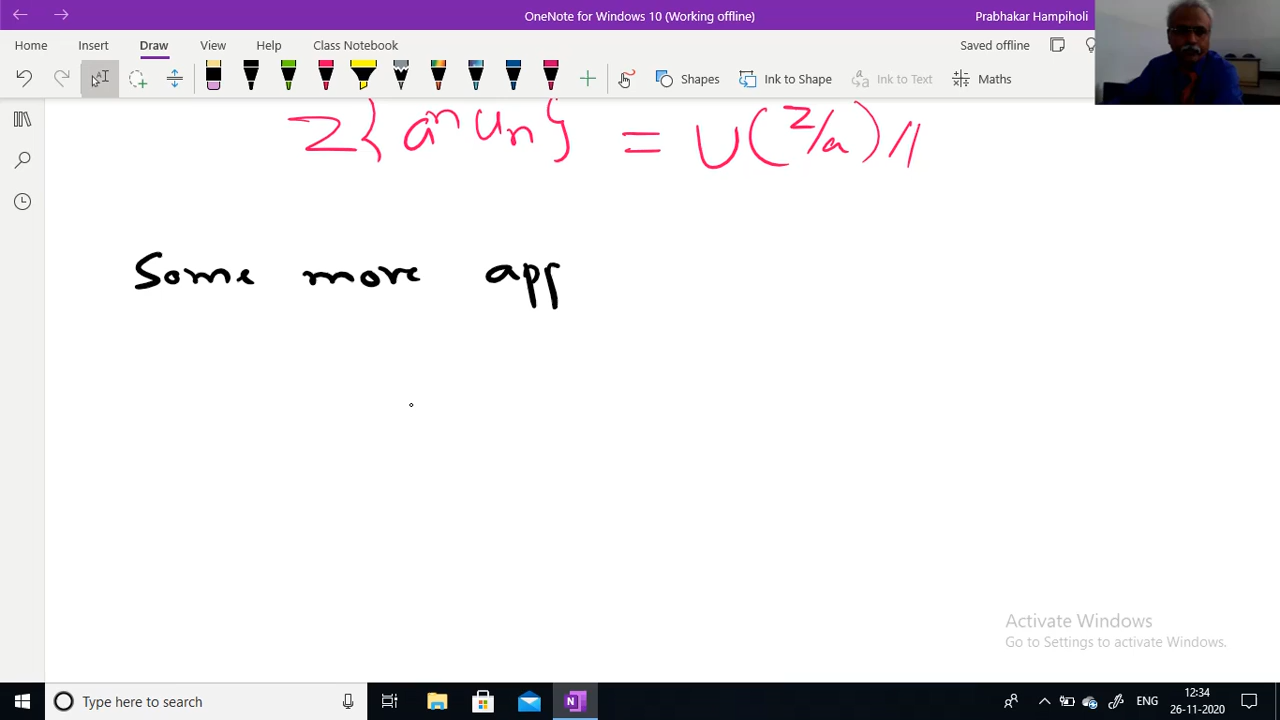 OneNote for Windows 10 (Working offline)
Prabhakar Hampiholi
Home Insert Draw View Help Class Notebook Saved offline
Shapes Ink to Shape Ink to Text Maths
Z{aⁿ uₙ} = U(z/a)//
Some more app
Activate Windows
Go to Settings to activate Windows.
Type here to search
N
ENG
12:34
26-11-2020